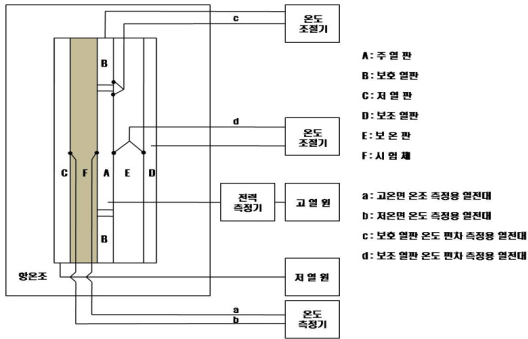 온도
조절기
c
B
A : 주 열 판
B : 보호 열판
C : 저 열 판
D : 보조 열판
E : 보 온 판
F : 시 험 체
d
온도
조절기
C F A E D
전력
측정기
고 열 원
B
a : 고온면 온조 측정용 열전대
b : 저온면 온도 측정용 열전대
c : 보호 열판 온도 편차 측정용 열전대
d : 보조 열판 온도 편차 측정용 열전대
항온조
저 열 원
a
b
온도
측정기